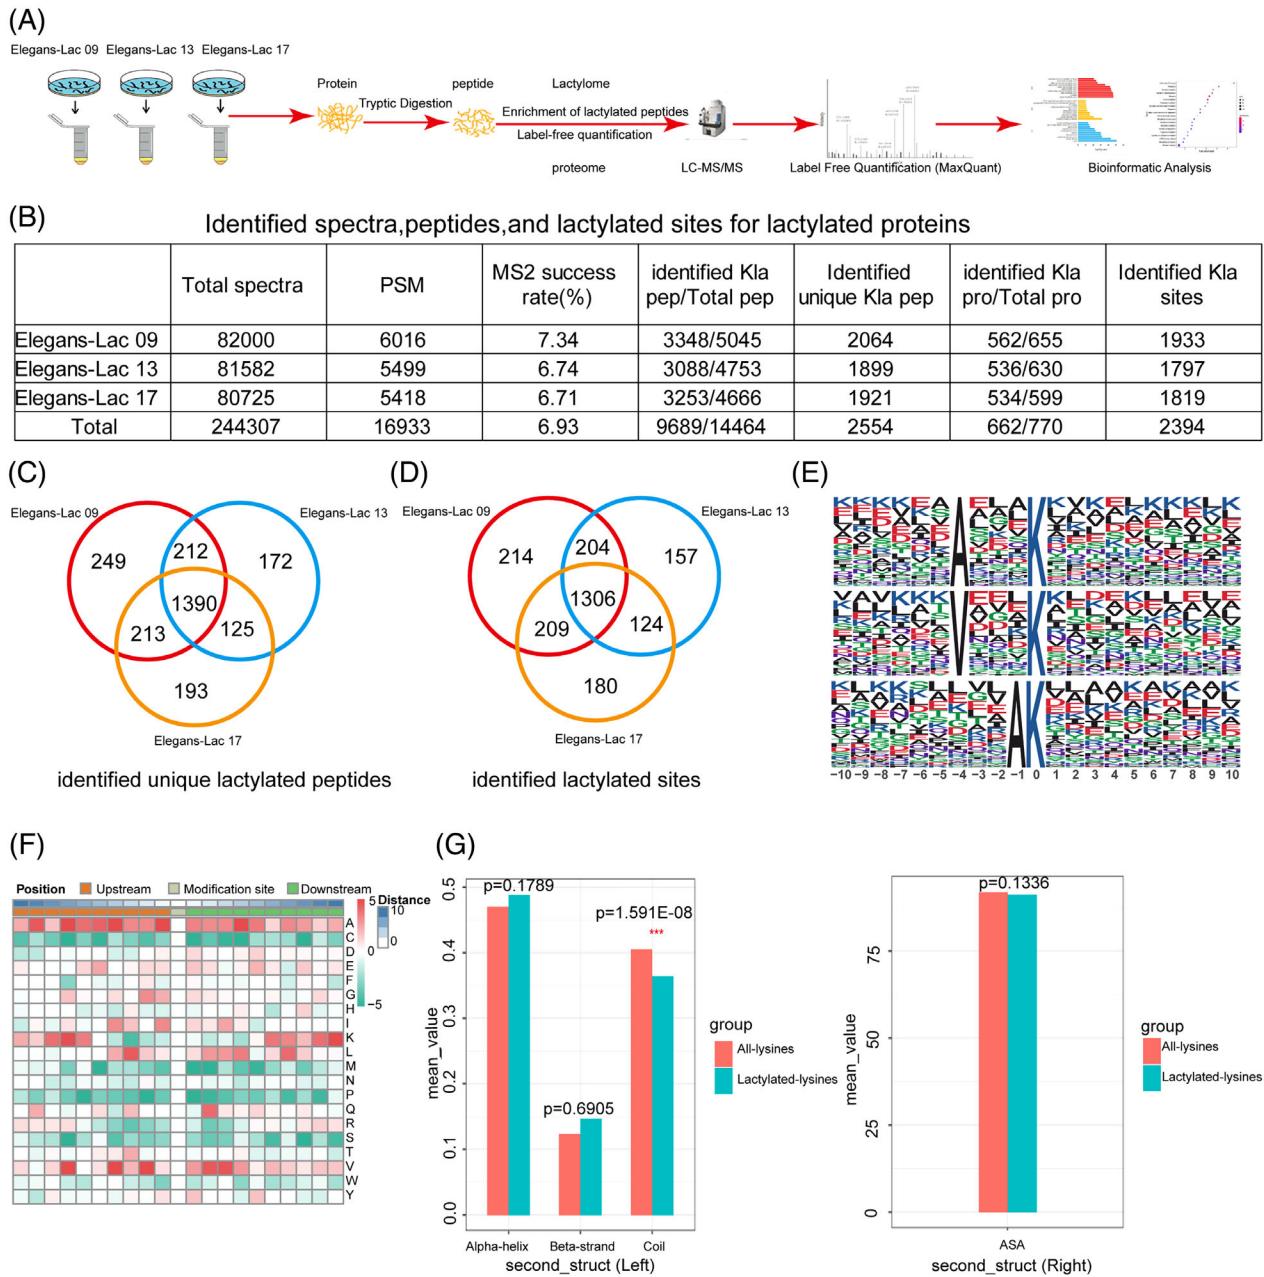 (A)
Elegans-Lac 09 Elegans-Lac 13 Elegans-Lac 17
Protein
Tryptic Digestion
peptide
Lactylome
Enrichment of lactylated peptides
Label-free quantification
proteome
LC-MS/MS
Label Free Quantification (MaxQuant)
Bioinformatic Analysis
(B)
Identified spectra,peptides,and lactylated sites for lactylated proteins
Total spectra PSM MS2 success rate(%) identified Kla pep/Total pep Identified unique Kla pep identified Kla pro/Total pro Identified Kla sites
Elegans-Lac 09 82000 6016 7.34 3348/5045 2064 562/655 1933
Elegans-Lac 13 81582 5499 6.74 3088/4753 1899 536/630 1797
Elegans-Lac 17 80725 5418 6.71 3253/4666 1921 534/599 1819
Total 244307 16933 6.93 9689/14464 2554 662/770 2394
(C)
Elegans-Lac 09
Elegans-Lac 13
249 212 172
1390
213 125
193
Elegans-Lac 17
identified unique lactylated peptides
(D)
Elegans-Lac 09
Elegans-Lac 13
214 204 157
1306
209 124
180
Elegans-Lac 17
identified lactylated sites
(E)
A K
V K
A K
−10 −9 −8 −7 −6 −5 −4 −3 −2 −1 0 1 2 3 4 5 6 7 8 9 10
(F)
Position Upstream Modification site Downstream
5
0
−5
Distance
10
0
A
C
D
E
F
G
H
I
K
L
M
N
P
Q
R
S
T
V
W
Y
(G)
mean_value
0.5
0.4
0.3
0.2
0.1
0.0
p=0.1789
p=0.6905
p=1.591E-08
***
Alpha-helix Beta-strand Coil
second_struct (Left)
group
All-lysines
Lactylated-lysines
mean_value
75
50
25
0
p=0.1336
ASA
second_struct (Right)
group
All-lysines
Lactylated-lysines